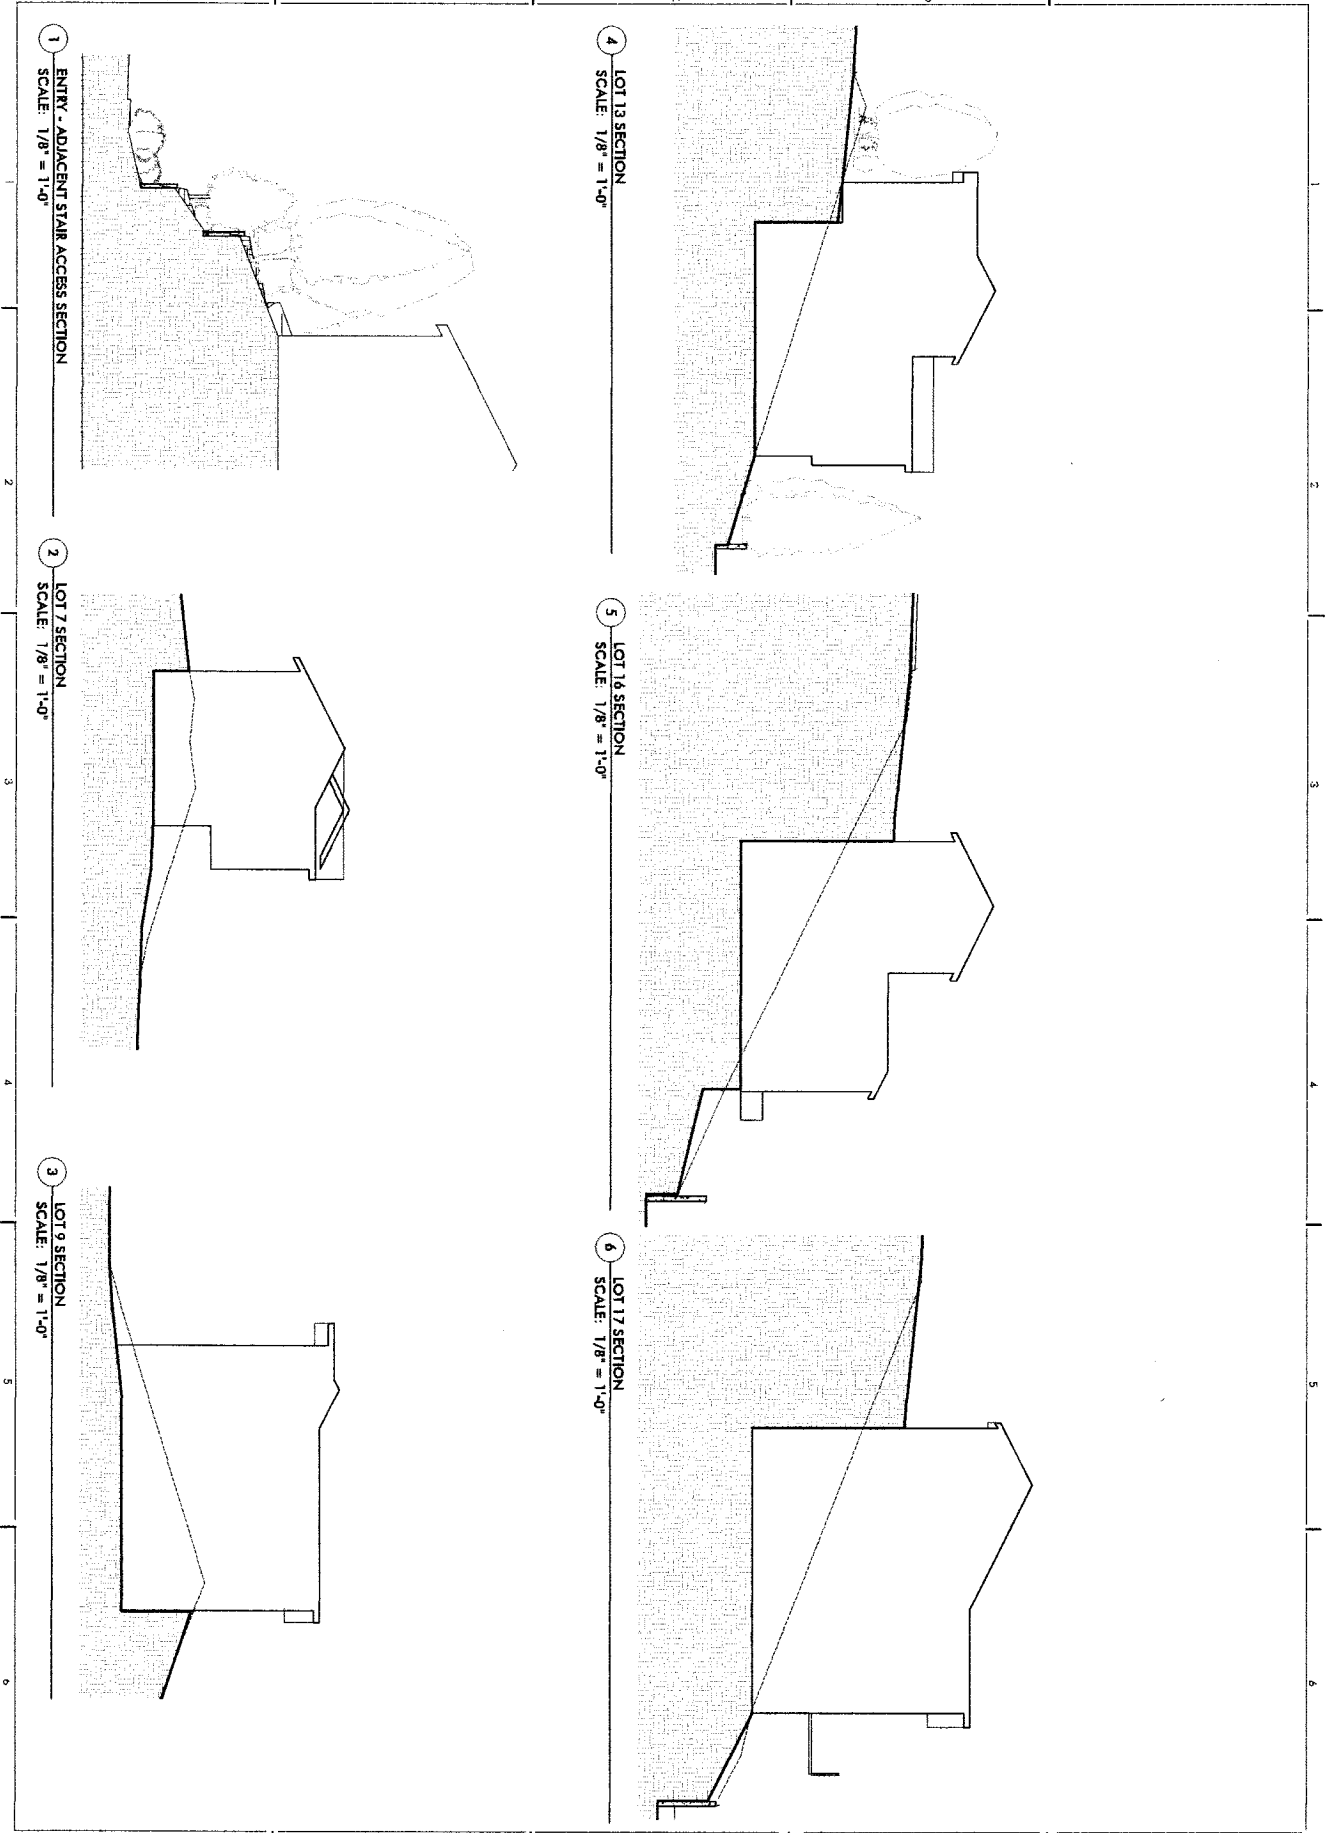 4
LOT 13 SECTION
SCALE: 1/8" = 1'-0"
5
LOT 16 SECTION
SCALE: 1/8" = 1'-0"
6
LOT 17 SECTION
SCALE: 1/8" = 1'-0"
1
ENTRY - ADJACENT STAIR ACCESS SECTION
SCALE: 1/8" = 1'-0"
2
LOT 7 SECTION
SCALE: 1/8" = 1'-0"
3
LOT 9 SECTION
SCALE: 1/8" = 1'-0"
1
2
3
5
4
6
2
3
4
5
6